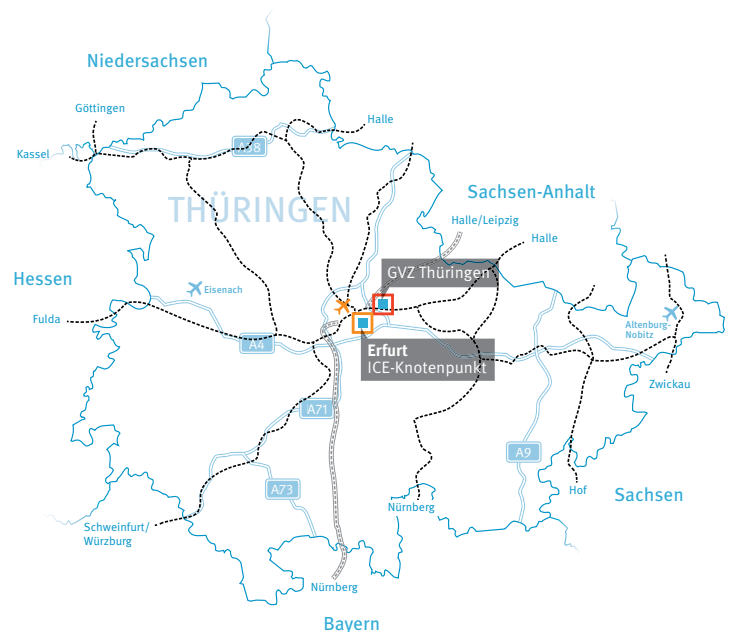 Niedersachsen
Göttingen
Halle
Kassel
A38
THÜRINGEN
Sachsen-Anhalt
Halle/Leipzig
Halle
GVZ Thüringen
Hessen
Eisenach
Fulda
Altenburg-
Nobitz
A4
Erfurt
ICE-Knotenpunkt
Zwickau
A71
A9
A73
Hof
Sachsen
Nürnberg
Schweinfurt/
Würzburg
Nürnberg
Bayern